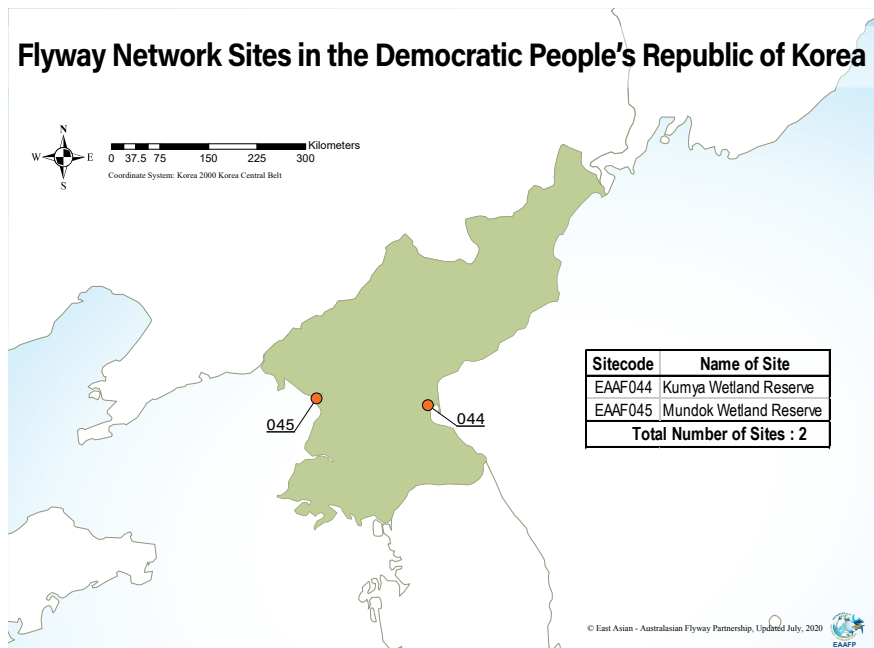 Flyway Network Sites in the Democratic People's Republic of Korea
N
W E
S
Kilometers
0 37.5 75 150 225 300
Coordinate System: Korea 2000 Korea Central Belt
Sitecode Name of Site
EAAF044 Kumya Wetland Reserve
EAAF045 Mundok Wetland Reserve
Total Number of Sites : 2
045
044
© East Asian - Australasian Flyway Partnership, Updated July, 2020
EAAFP